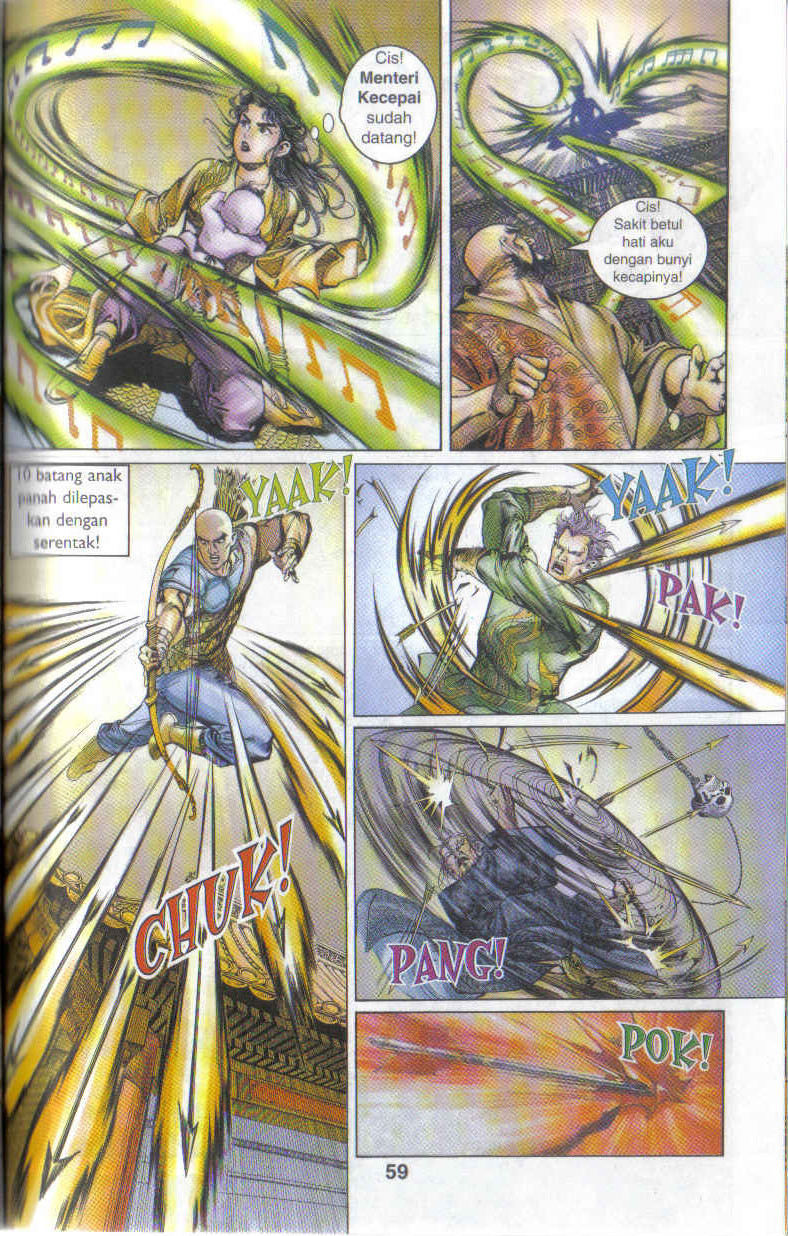 Cis!
Menteri
Kecepai
sudah
datang!
Cis!
Sakit betul
hati aku
dengan bunyi
kecapinya!
10 batang anak
panah dilepas-
kan dengan
serentak!
YAAK!
YAAK!
PAK!
CHUK!
PANG!
POK!
59